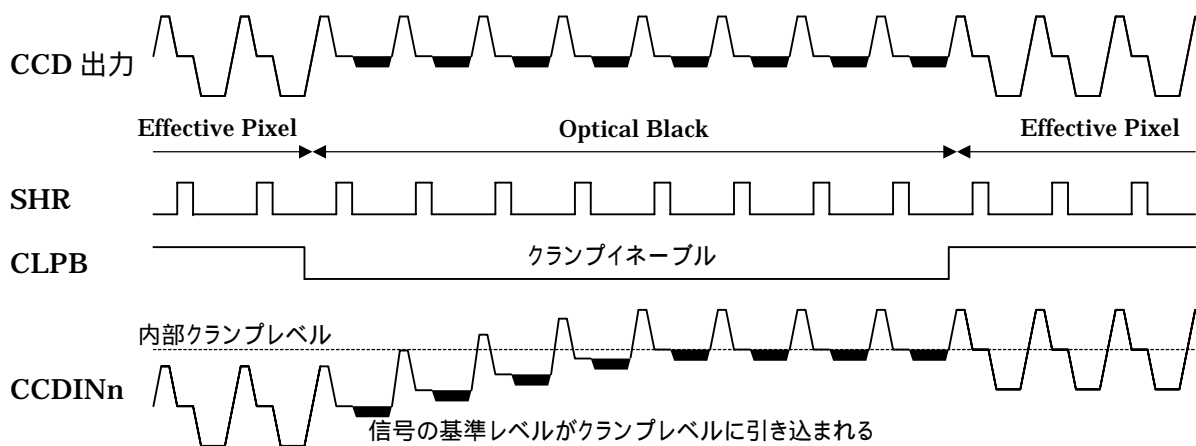 CCD 出力
Effective Pixel
Optical Black
Effective Pixel
SHR
CLPB
クランプイネーブル
内部クランプレベル
CCDINn
信号の基準レベルがクランプレベルに引き込まれる